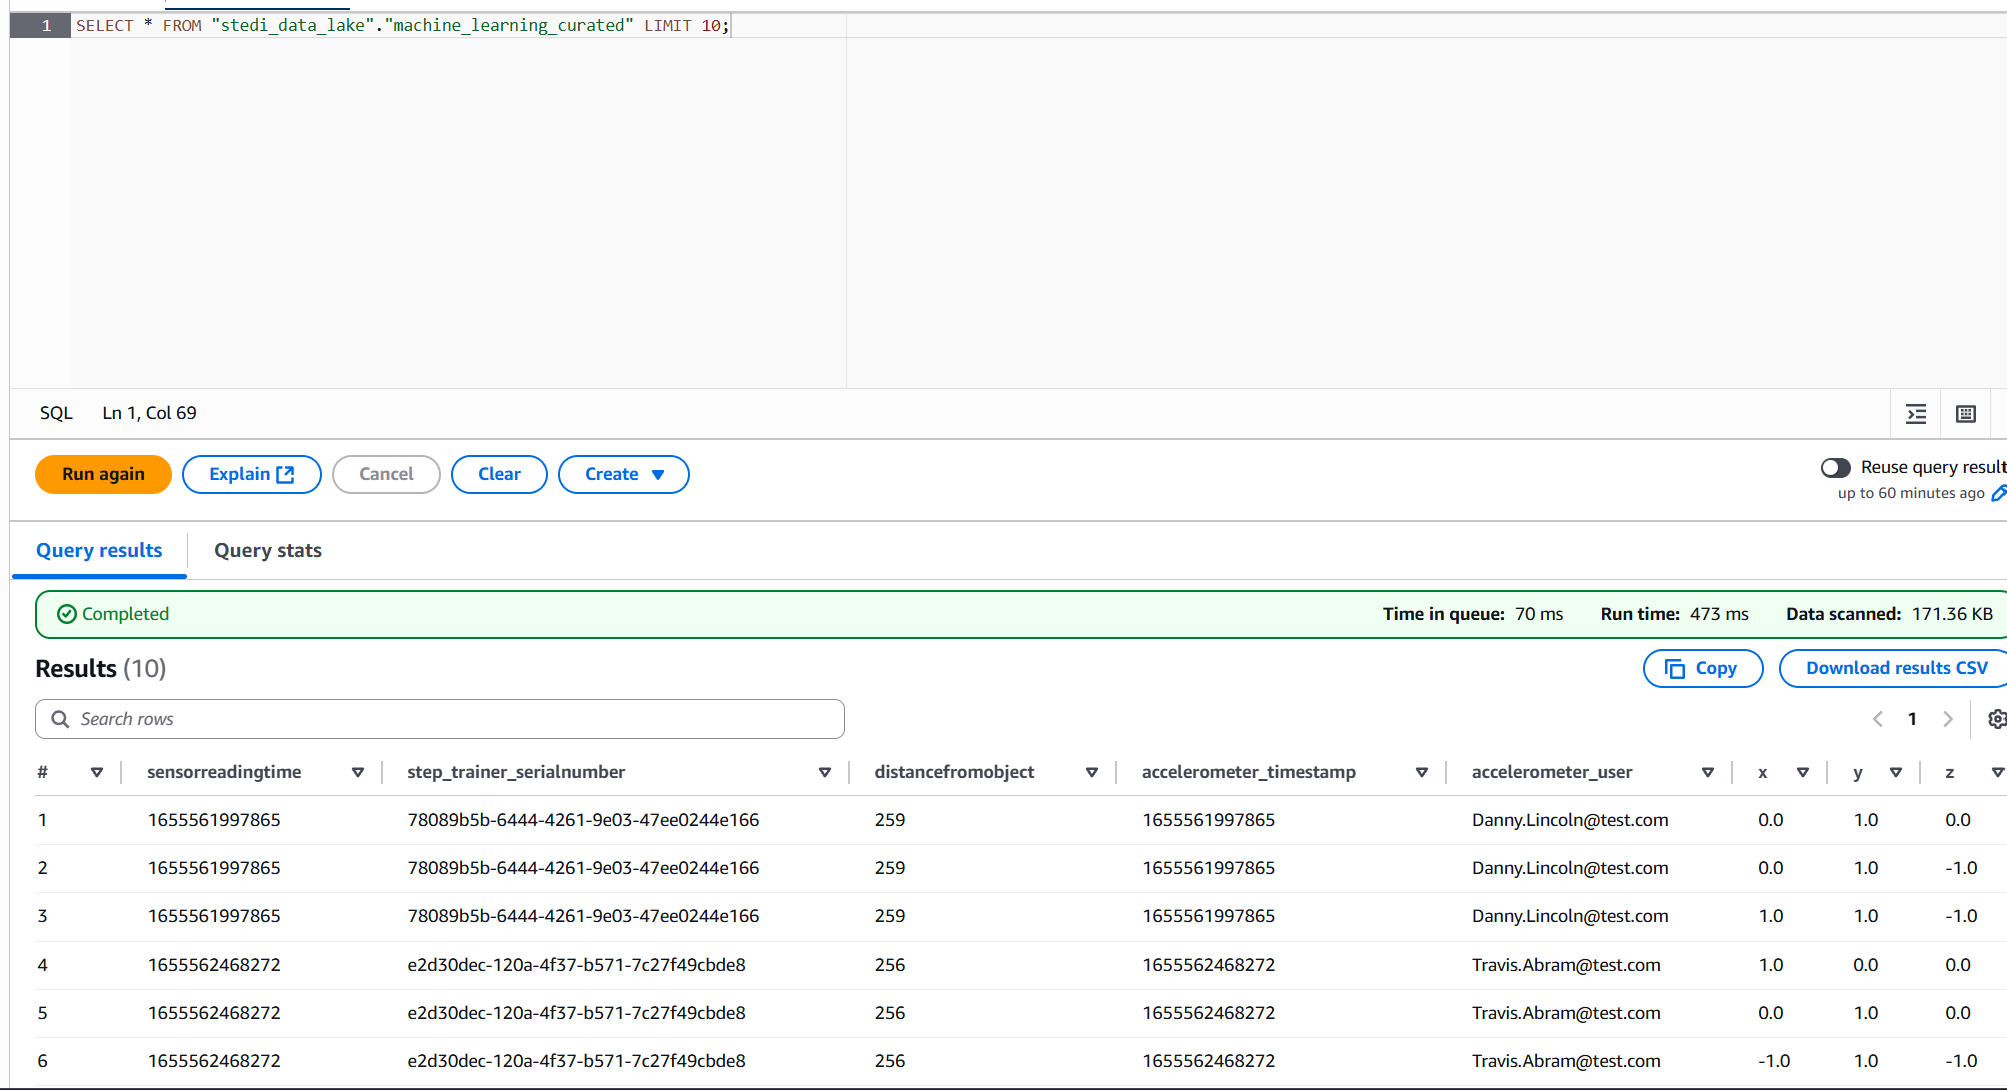 1 SELECT * FROM "stedi_data_lake"."machine_learning_curated" LIMIT 10;
SQL Ln 1, Col 69
Run again Explain Cancel Clear Create Reuse query result
up to 60 minutes ago
Query results Query stats
Completed Time in queue: 70 ms Run time: 473 ms Data scanned: 171.36 KB
Results (10) Copy Download results CSV
Search rows 1
# sensorreadingtime step_trainer_serialnumber distancefromobject accelerometer_timestamp accelerometer_user x y z
1 1655561997865 78089b5b-6444-4261-9e03-47ee0244e166 259 1655561997865 Danny.Lincoln@test.com 0.0 1.0 0.0
2 1655561997865 78089b5b-6444-4261-9e03-47ee0244e166 259 1655561997865 Danny.Lincoln@test.com 0.0 1.0 -1.0
3 1655561997865 78089b5b-6444-4261-9e03-47ee0244e166 259 1655561997865 Danny.Lincoln@test.com 1.0 1.0 -1.0
4 1655562468272 e2d30dec-120a-4f37-b571-7c27f49cbde8 256 1655562468272 Travis.Abram@test.com 1.0 0.0 0.0
5 1655562468272 e2d30dec-120a-4f37-b571-7c27f49cbde8 256 1655562468272 Travis.Abram@test.com 0.0 1.0 0.0
6 1655562468272 e2d30dec-120a-4f37-b571-7c27f49cbde8 256 1655562468272 Travis.Abram@test.com -1.0 1.0 -1.0